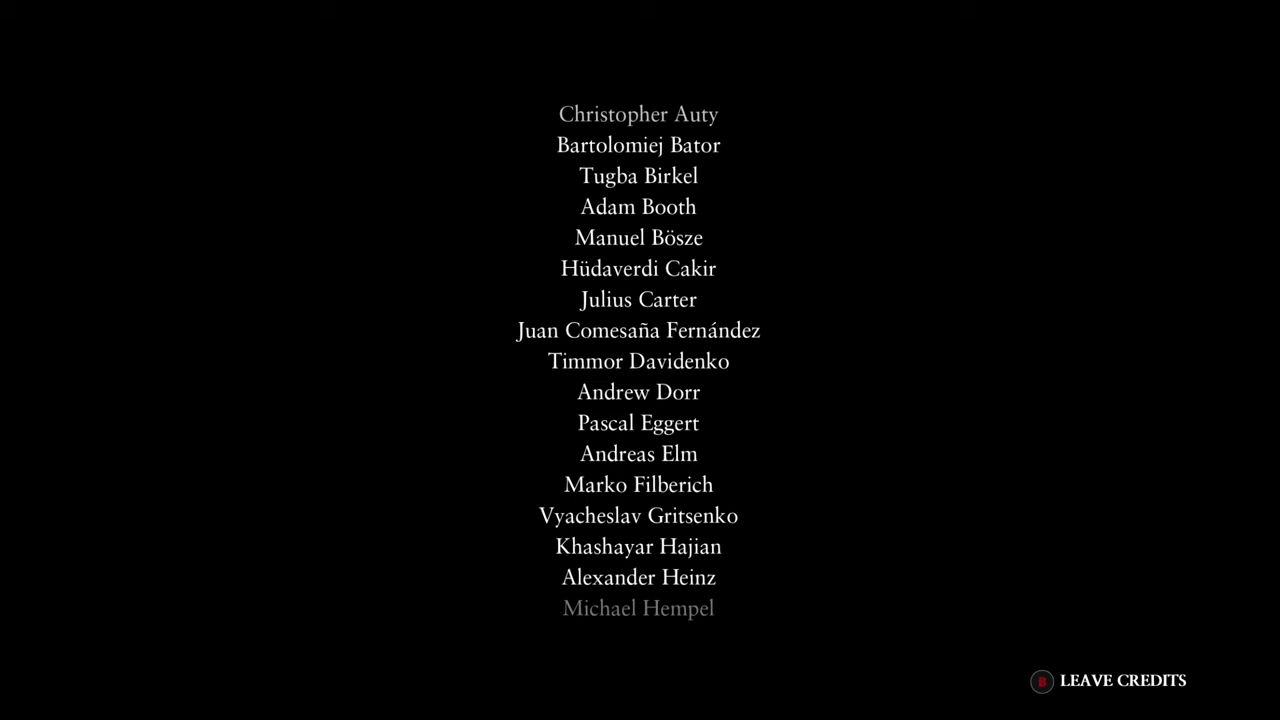 Christopher Auty
Bartolomiej Bator
Tugba Birkel
Adam Booth
Manuel Bösze
Hüdaverdi Cakir
Julius Carter
Juan Comesaña Fernández
Timmor Davidenko
Andrew Dorr
Pascal Eggert
Andreas Elm
Marko Filberich
Vyacheslav Gritsenko
Khashayar Hajian
Alexander Heinz
Michael Hempel
B LEAVE CREDITS